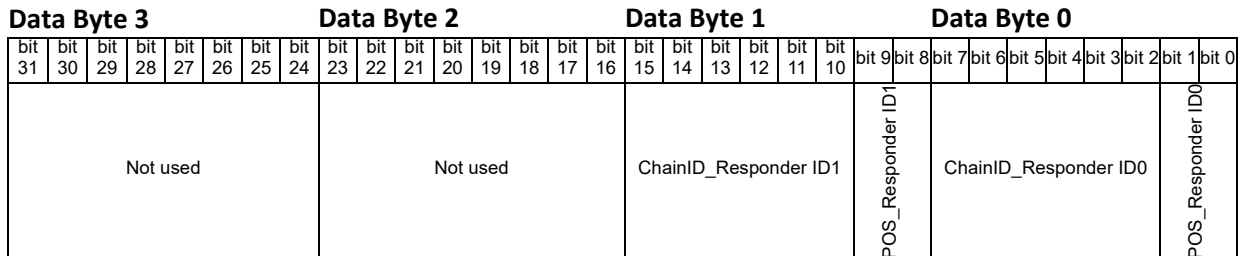 Data Byte 3 Data Byte 2 Data Byte 1 Data Byte 0
bit 31 bit 30 bit 29 bit 28 bit 27 bit 26 bit 25 bit 24 bit 23 bit 22 bit 21 bit 20 bit 19 bit 18 bit 17 bit 16 bit 15 bit 14 bit 13 bit 12 bit 11 bit 10 bit 9 bit 8 bit 7 bit 6 bit 5 bit 4 bit 3 bit 2 bit 1 bit 0
Not used Not used ChainID_Responder ID1 POS_Responder ID1 ChainID_Responder ID0 POS_Responder ID0